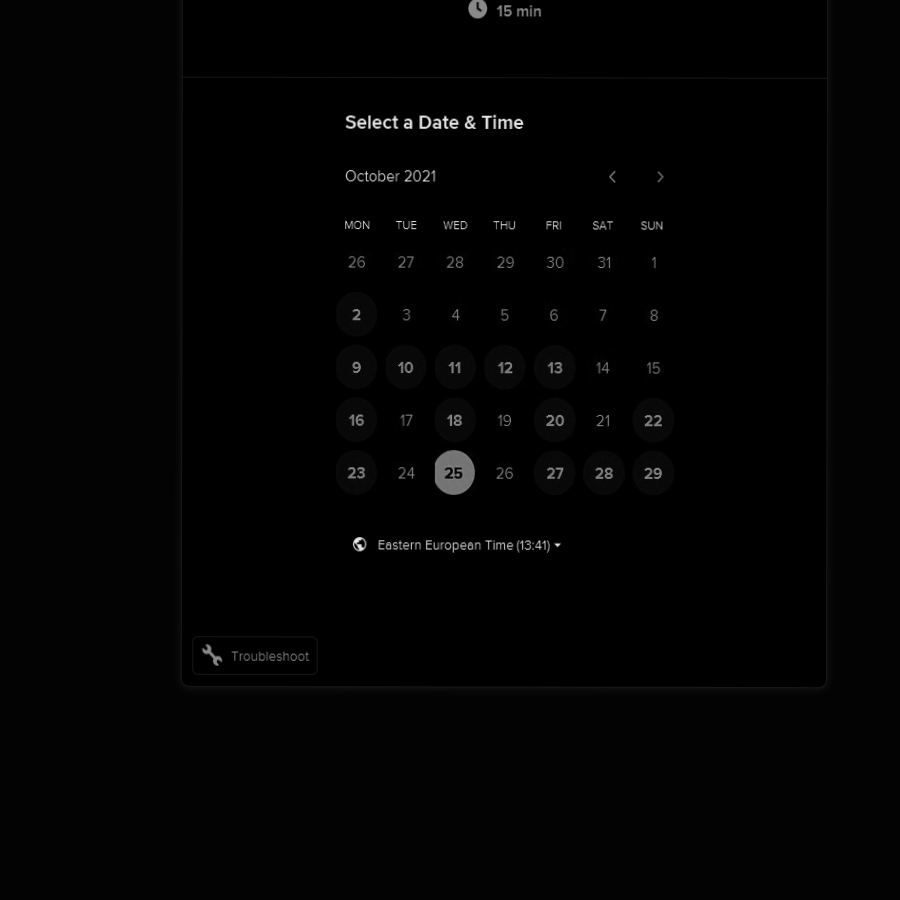 15 min
Select a Date & Time
October 2021
MON TUE WED THU FRI SAT SUN
26 27 28 29 30 31 1
2 3 4 5 6 7 8
9 10 11 12 13 14 15
16 17 18 19 20 21 22
23 24 25 26 27 28 29
Eastern European Time (13:41)
Troubleshoot